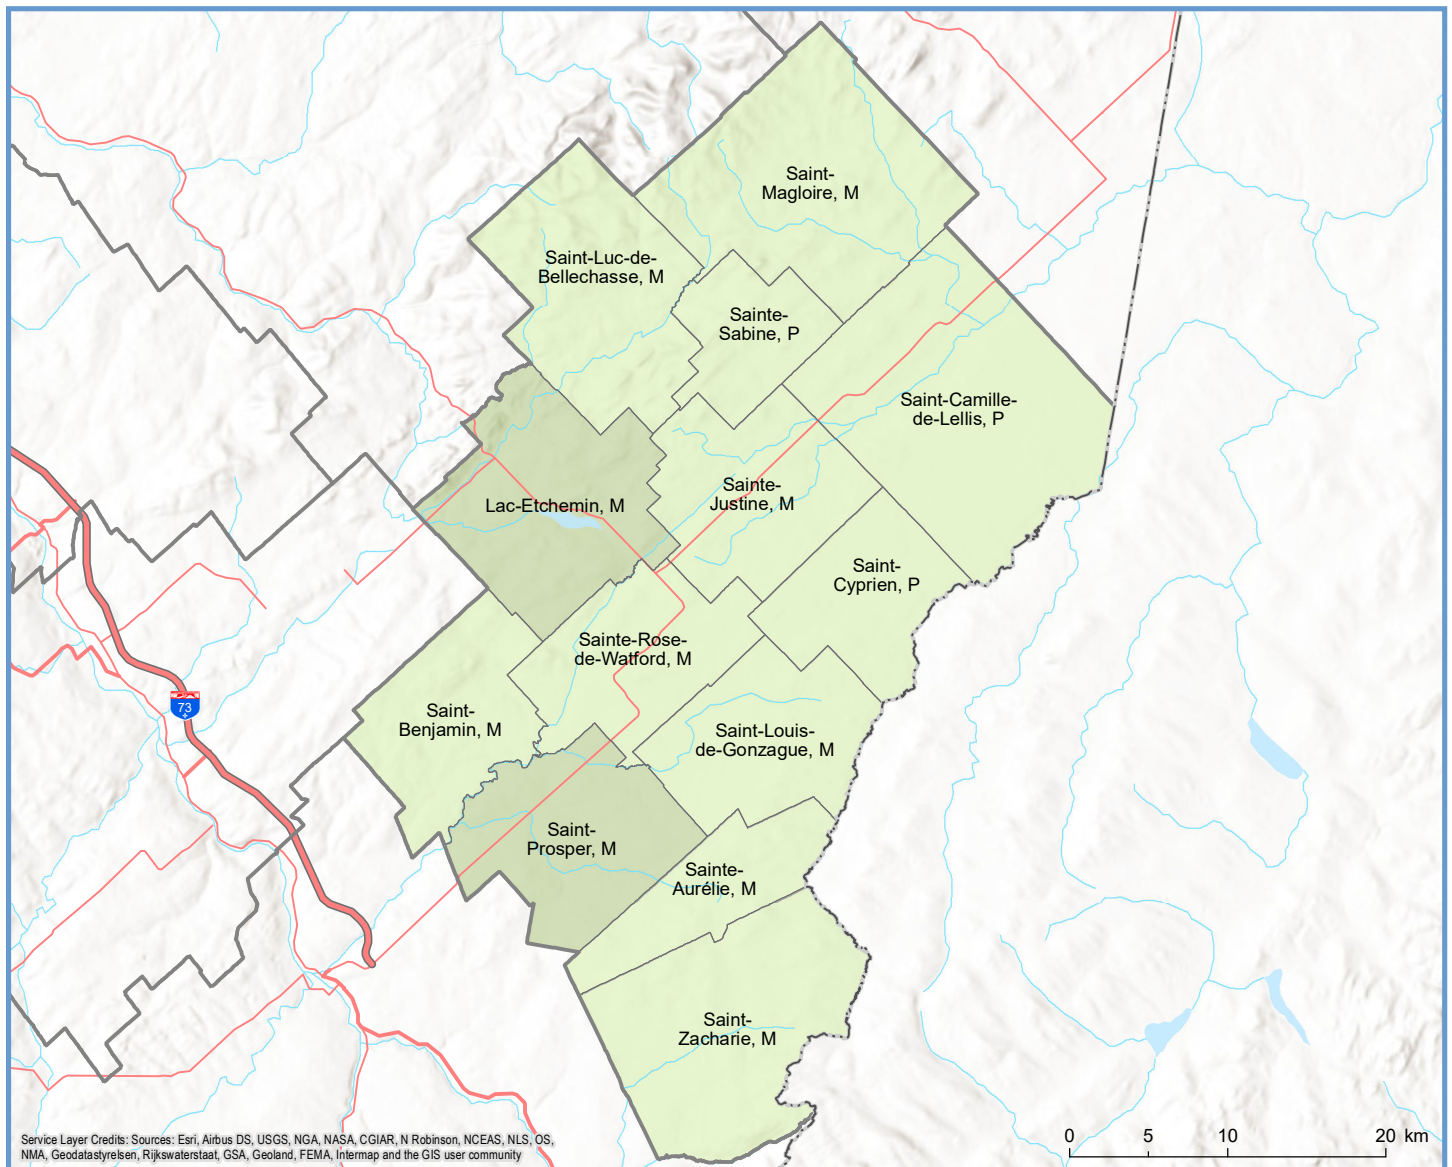 Saint-
Magloire, M
Saint-Luc-de-
Bellechasse, M
Sainte-
Sabine, P
Saint-Camille-
de-Lellis, P
Lac-Etchemin, M
Sainte-
Justine, M
Saint-
Cyprien, P
Sainte-Rose-
de-Watford, M
Saint-
Benjamin, M
73
Saint-Louis-
de-Gonzague, M
Saint-
Prosper, M
Sainte-
Aurélie, M
Saint-
Zacharie, M
0 5 10 20 km
Service Layer Credits: Sources: Esri, Airbus DS, USGS, NGA, NASA, CGIAR, N Robinson, NCEAS, NLS, OS,
NMA, Geodatastyrelsen, Rijkswaterstaat, GSA, Geoland, FEMA, Intermap and the GIS user community